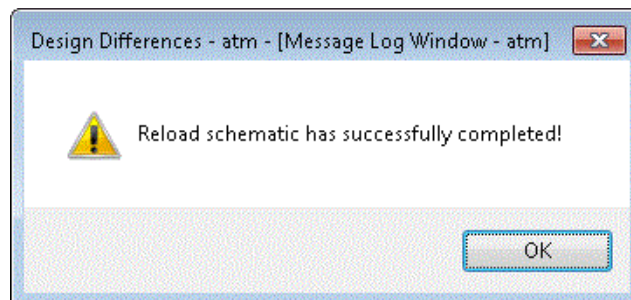 Design Differences - atm - [Message Log Window - atm]
Reload schematic has successfully completed!
OK